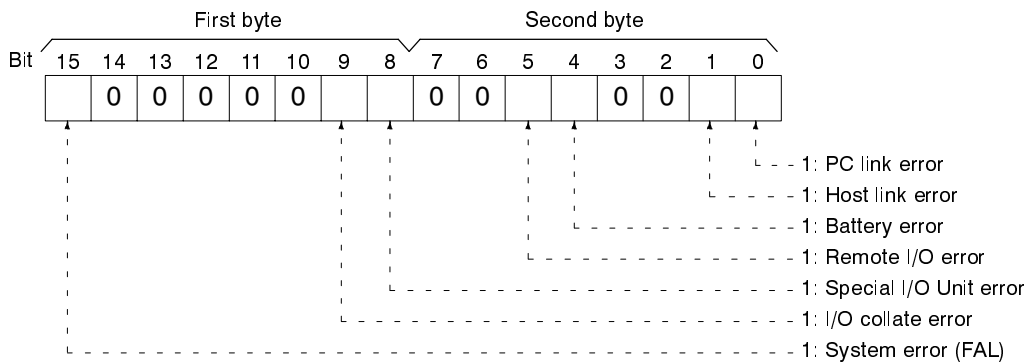 First byte Second byte
Bit 15 14 13 12 11 10 9 8 7 6 5 4 3 2 1 0
0 0 0 0 0 0 0 0 0
1: PC link error
1: Host link error
1: Battery error
1: Remote I/O error
1: Special I/O Unit error
1: I/O collate error
1: System error (FAL)